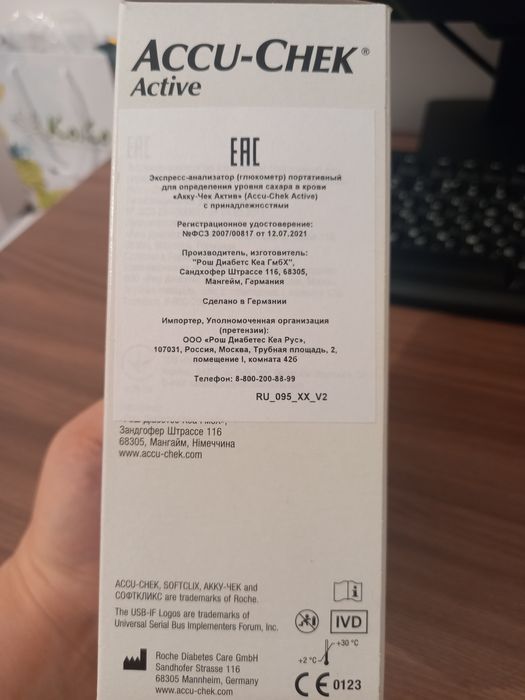 ACCU-CHEK®
Active
EAC
Экспресс-анализатор (глюкометр) портативный
для определения уровня сахара в крови
«Акку-Чек Актив» (Accu-Chek Active)
с принадлежностями
Регистрационное удостоверение:
№ФСЗ 2007/00817 от 12.07.2021
Производитель, изготовитель:
"Рош Диабетс Кеа ГмбХ",
Сандхофер Штрассе 116, 68305,
Мангейм, Германия
Сделано в Германии
Импортер, Уполномоченная организация
(претензии):
ООО «Рош Диабетес Кеа Рус»,
107031, Россия, Москва, Трубная площадь, 2,
помещение I, комната 42б
Телефон: 8-800-200-88-99
RU_095_XX_V2
Зандгофер Штрассе 116
68305, Мангайм, Німеччина
www.accu-chek.com
ACCU-CHEK, SOFTCLIX, АККУ-ЧЕК and
СОФТКЛИКС are trademarks of Roche.
The USB-IF Logos are trademarks of
Universal Serial Bus Implementers Forum, Inc.
IVD
+30 °C
+2 °C
Roche Diabetes Care GmbH
Sandhofer Strasse 116
68305 Mannheim, Germany
www.accu-chek.com
CE 0123